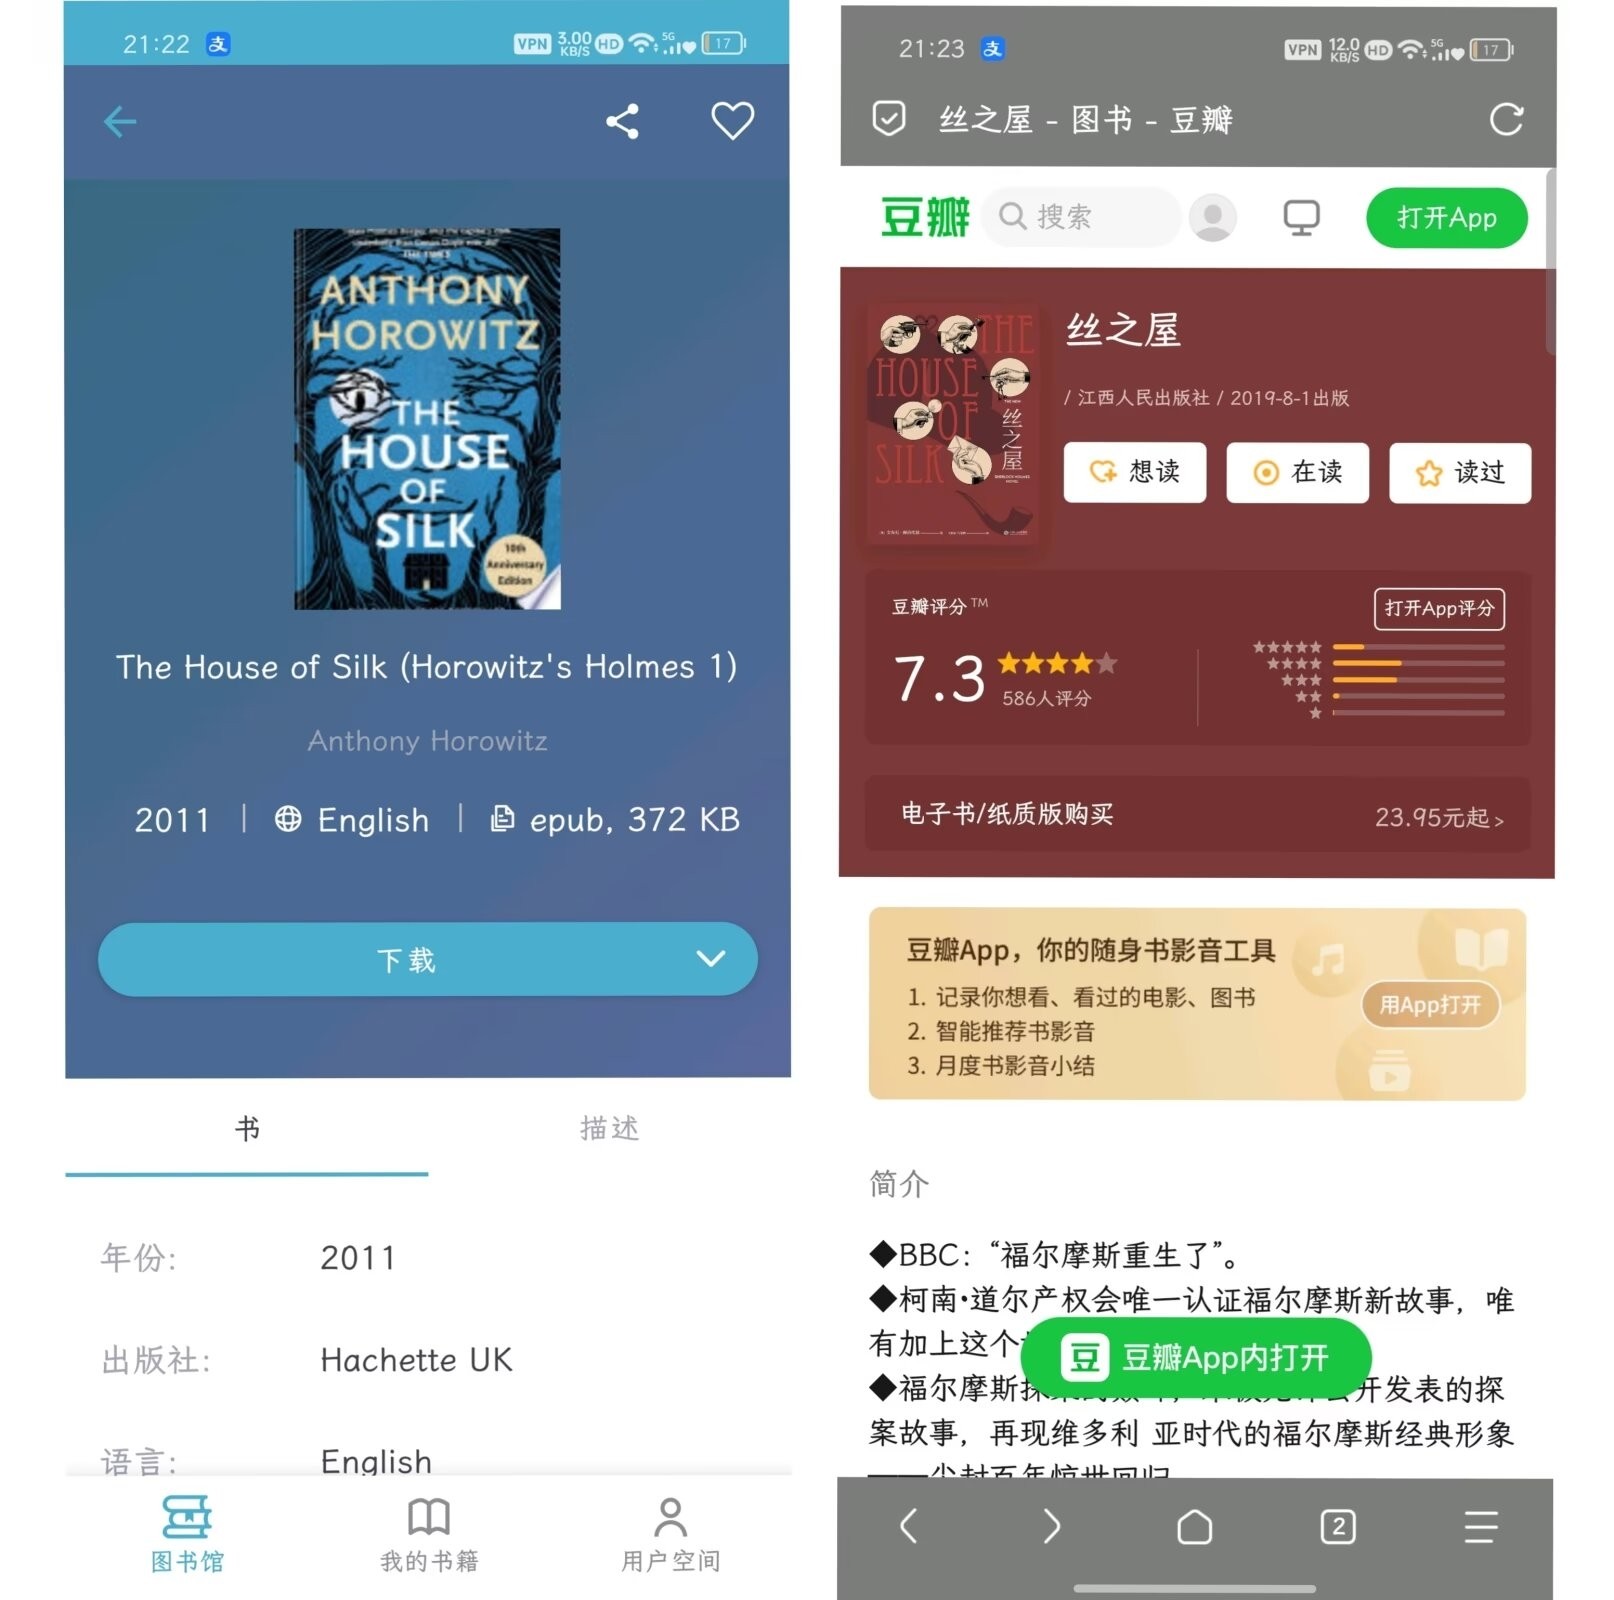 21:22
支
VPN
3.00
KB/S
HD
5G
17
ANTHONY
HOROWITZ
THE
HOUSE
OF
SILK
10th
Anniversary
Edition
The House of Silk (Horowitz's Holmes 1)
Anthony Horowitz
2011
English
epub, 372 KB
下载
书
描述
年份:
2011
出版社:
Hachette UK
语言:
English
图书馆
我的书籍
用户空间
21:23
支
VPN
12.0
KB/S
HD
5G
17
丝之屋 - 图书 - 豆瓣
豆瓣
搜索
打开App
THE
HOUSE
OF
SILK
丝之屋
丝之屋
/ 江西人民出版社 / 2019-8-1出版
想读
在读
读过
豆瓣评分TM
打开App评分
7.3
586人评分
电子书/纸质版购买
23.95元起>
豆瓣App，你的随身书影音工具
1. 记录你想看、看过的电影、图书
2. 智能推荐书影音
3. 月度书影音小结
用App打开
简介
◆BBC：“福尔摩斯重生了”。
◆柯南•道尔产权会唯一认证福尔摩斯新故事，唯
有加上这个
豆 豆瓣App内打开
◆福尔摩斯探
开发表的探
案故事，再现维多利 亚时代的福尔摩斯经典形象
——尘封百年惊世回归
2